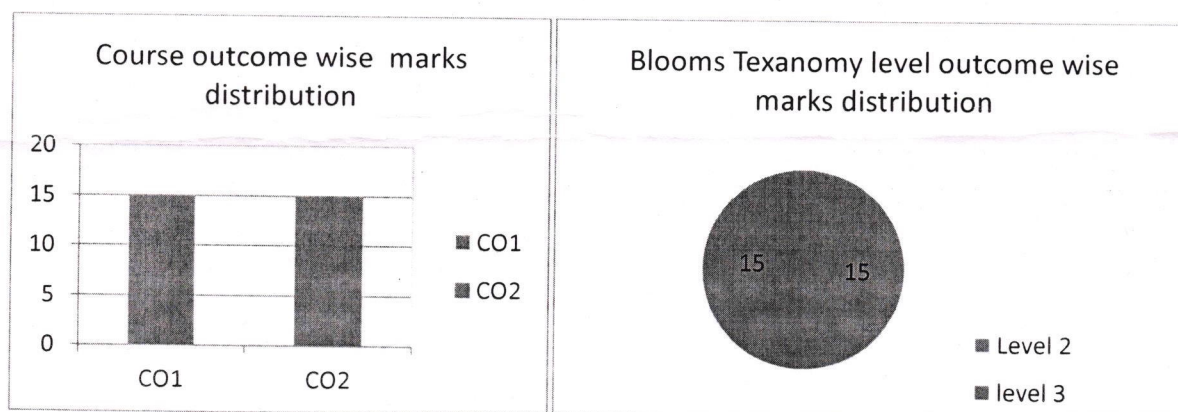 Course outcome wise marks
distribution
20
15
10
5
0
CO1
CO2
CO1
CO2
Blooms Texanomy level outcome wise
marks distribution
15
15
Level 2
level 3